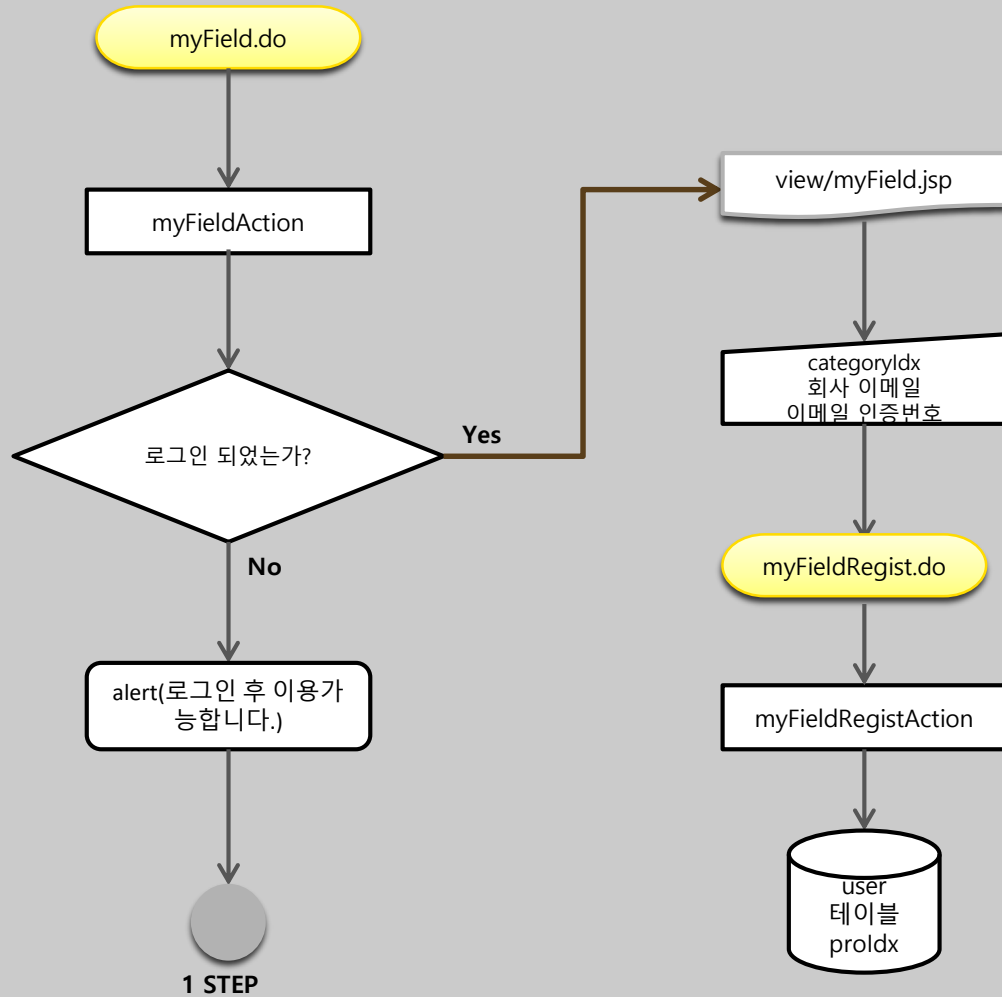 myField.do
myFieldAction
로그인 되었는가?
Yes
No
alert(로그인 후 이용가
능합니다.)
1 STEP
view/myField.jsp
categoryIdx
회사 이메일
이메일 인증번호
myFieldRegist.do
myFieldRegistAction
user
테이블
proIdx